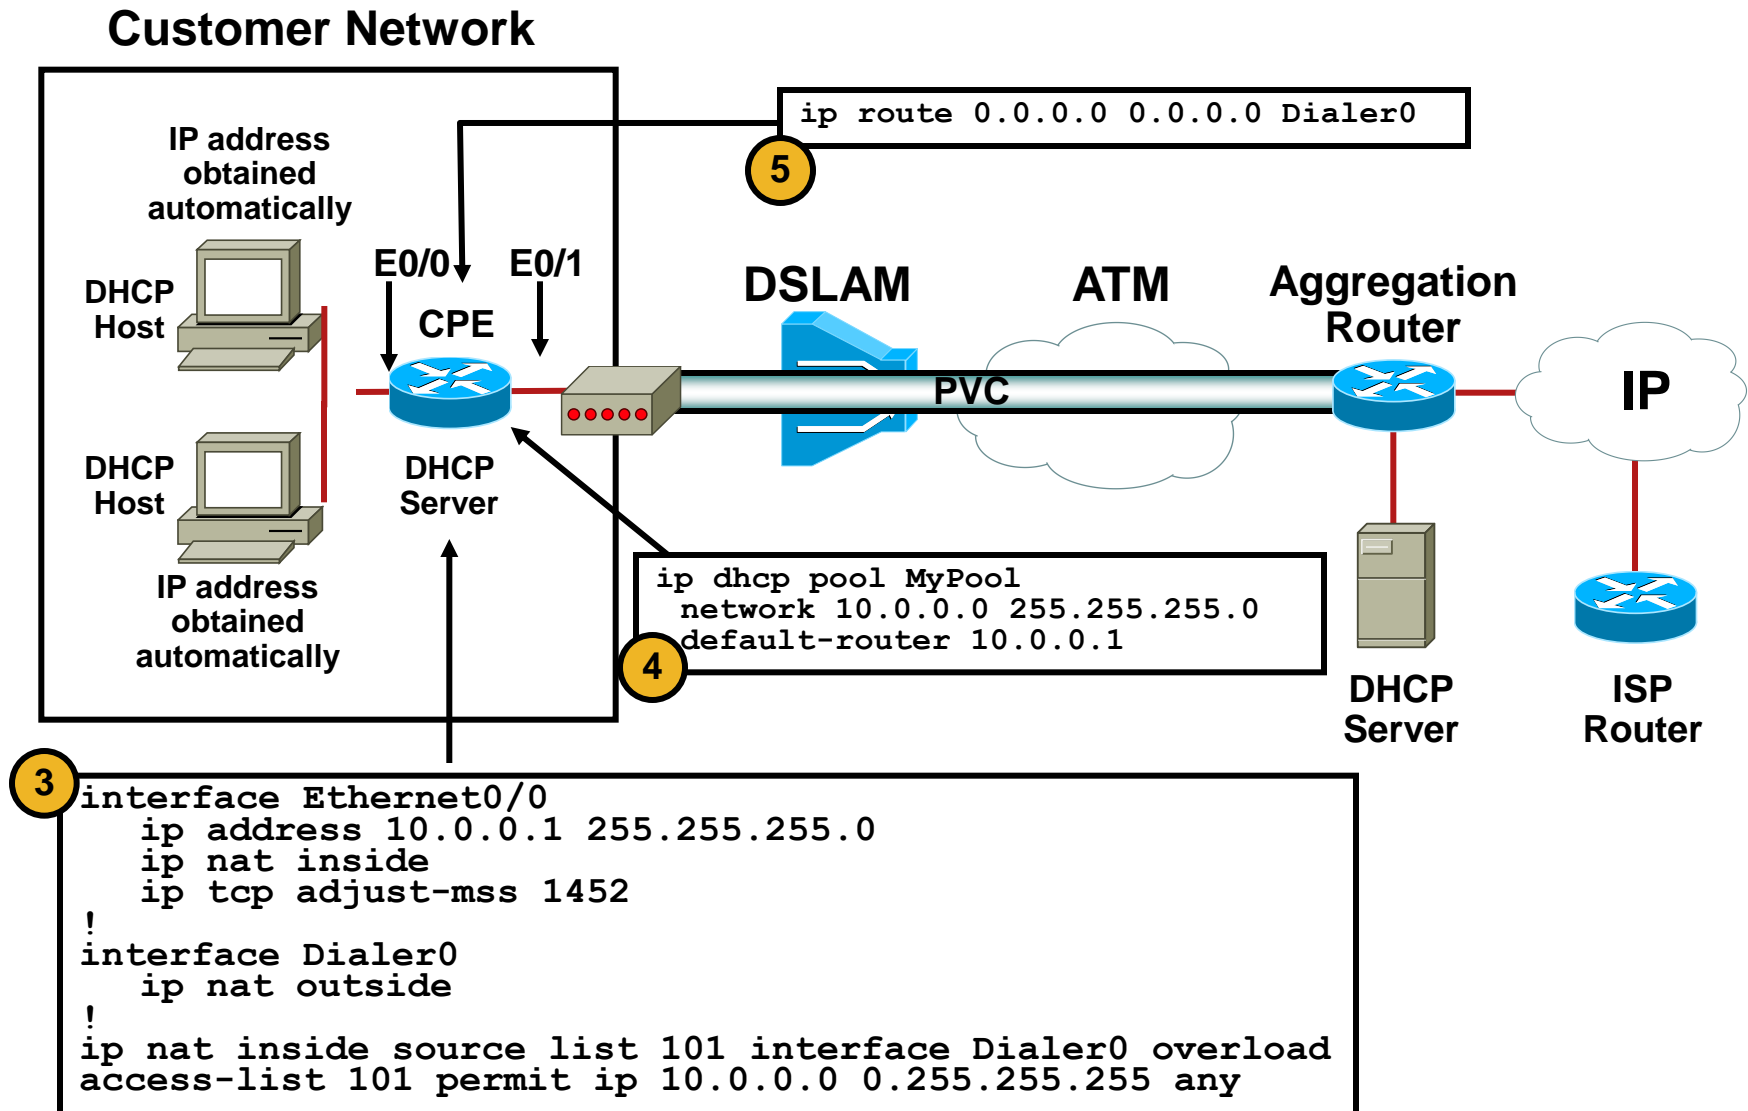 Customer Network
ip route 0.0.0.0 0.0.0.0 Dialer0
5
IP address
obtained
automatically
E0/0
E0/1
DHCP
Host
CPE
DSLAM
ATM
Aggregation
Router
PVC
IP
DHCP
Host
DHCP
Server
IP address
obtained
automatically
ip dhcp pool MyPool
network 10.0.0.0 255.255.255.0
default-router 10.0.0.1
4
DHCP
Server
ISP
Router
3
interface Ethernet0/0
ip address 10.0.0.1 255.255.255.0
ip nat inside
ip tcp adjust-mss 1452
!
interface Dialer0
ip nat outside
!
ip nat inside source list 101 interface Dialer0 overload
access-list 101 permit ip 10.0.0.0 0.255.255.255 any